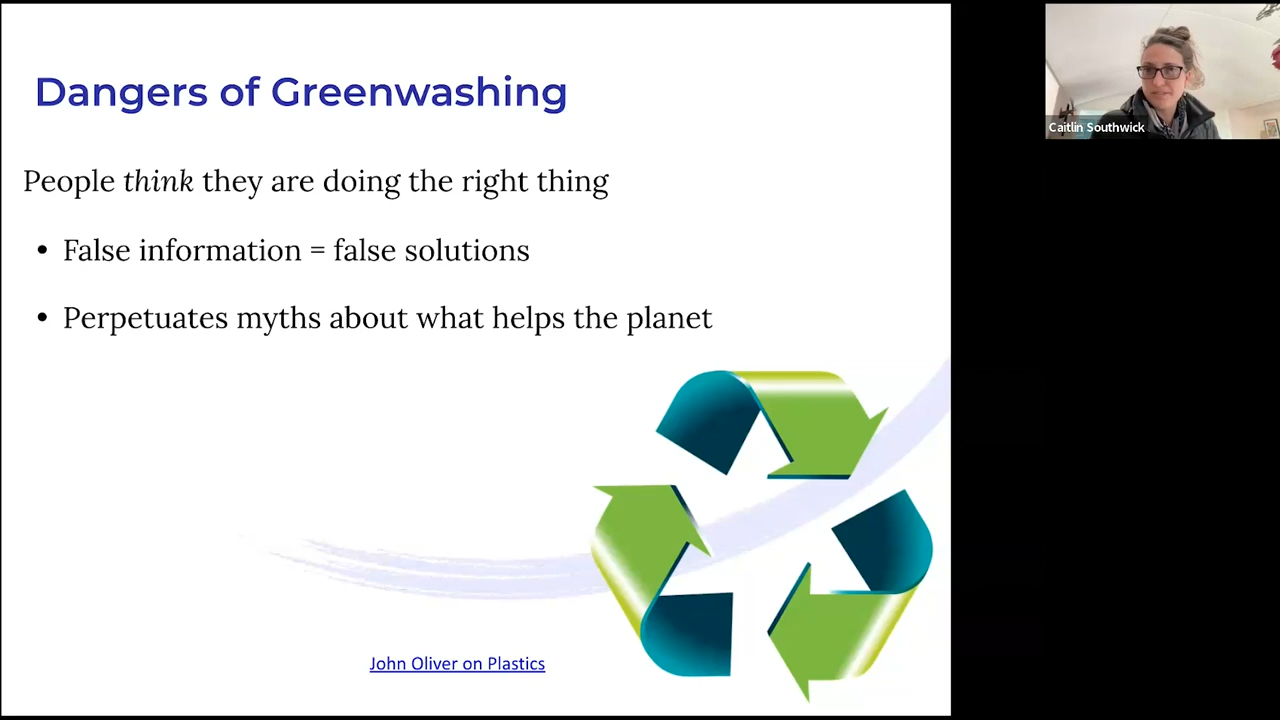 Dangers of Greenwashing
People think they are doing the right thing
• False information = false solutions
• Perpetuates myths about what helps the planet
John Oliver on Plastics
Caitlin Southwick